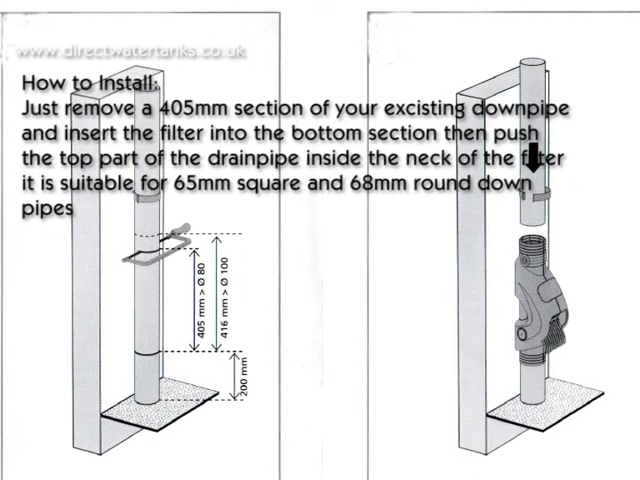 www.directwatertanks.co.uk
How to Install:
Just remove a 405mm section of your excisting downpipe
and insert the filter into the bottom section then push
the top part of the drainpipe inside the neck of the filter
it is suitable for 65mm square and 68mm round down
pipes
405 mm > Ø 80
416 mm > Ø 100
200 mm